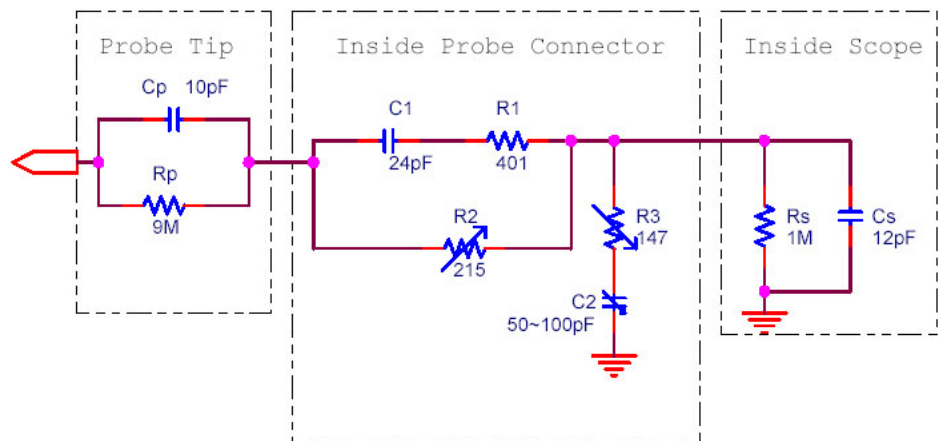 Probe Tip
Inside Probe Connector
Inside Scope
Cp 10pF
Rp
9M
C1
24pF
R1
401
R2
215
R3
147
C2
50~100pF
Rs
1M
Cs
12pF